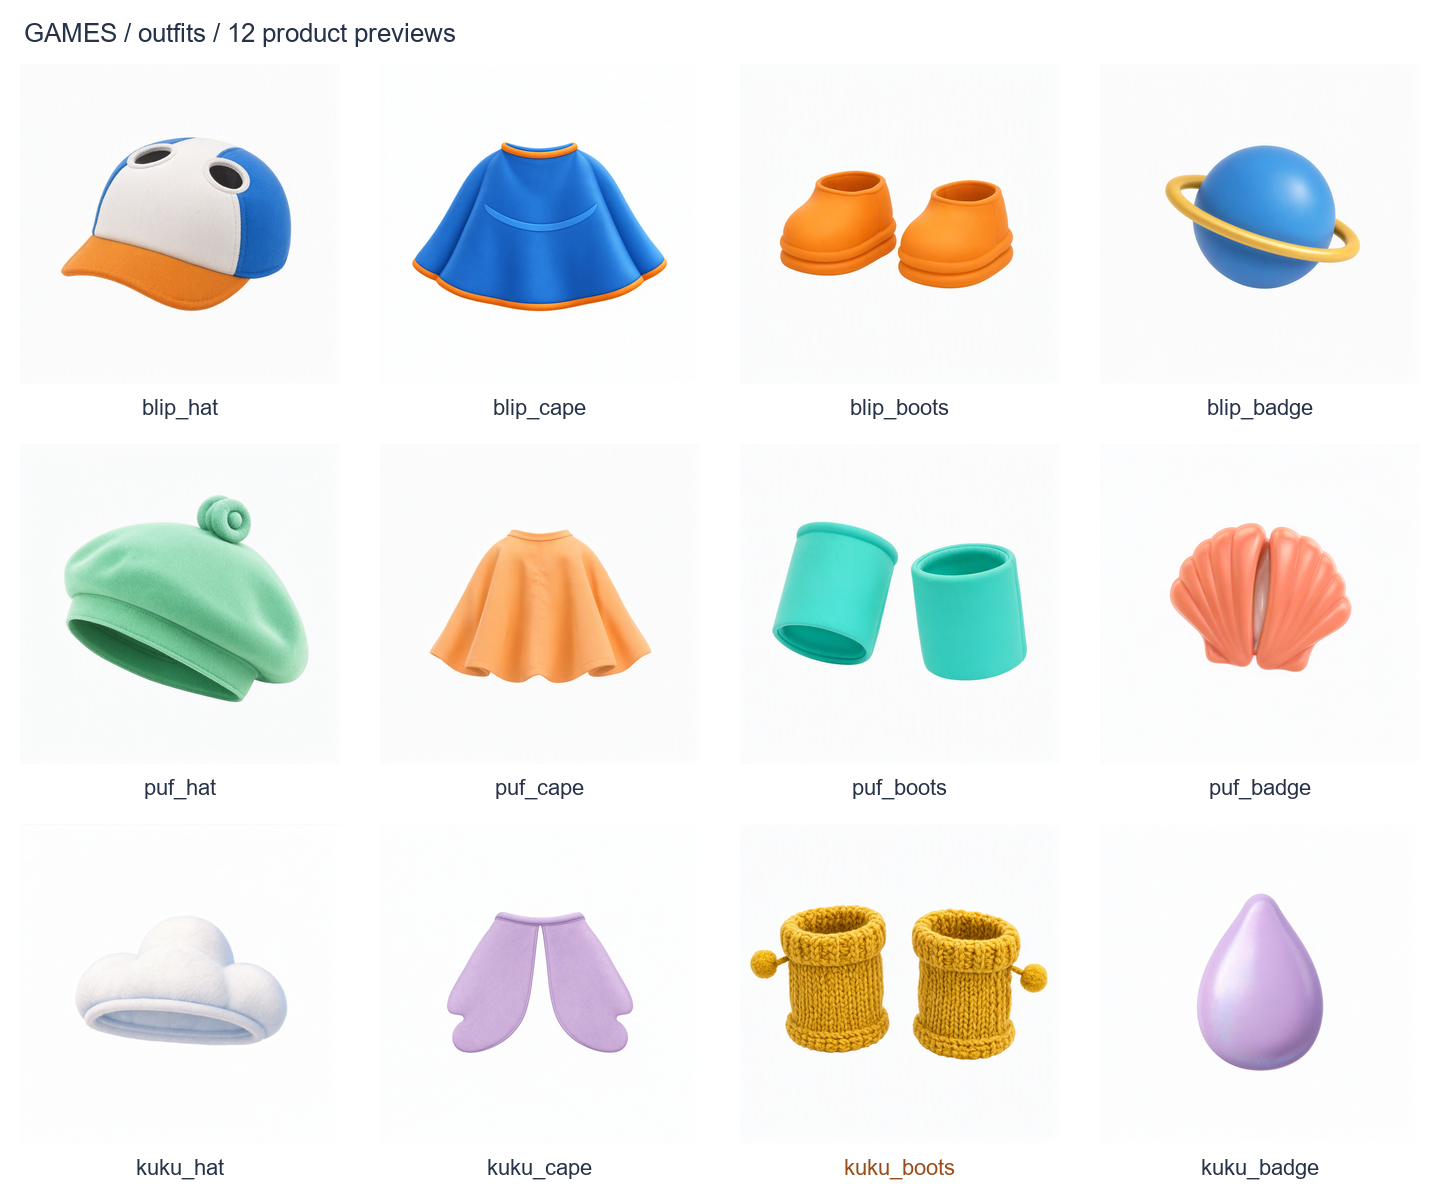 GAMES / outfits / 12 product previews
blip_hat
blip_cape
blip_boots
blip_badge
puf_hat
puf_cape
puf_boots
puf_badge
kuku_hat
kuku_cape
kuku_boots
kuku_badge